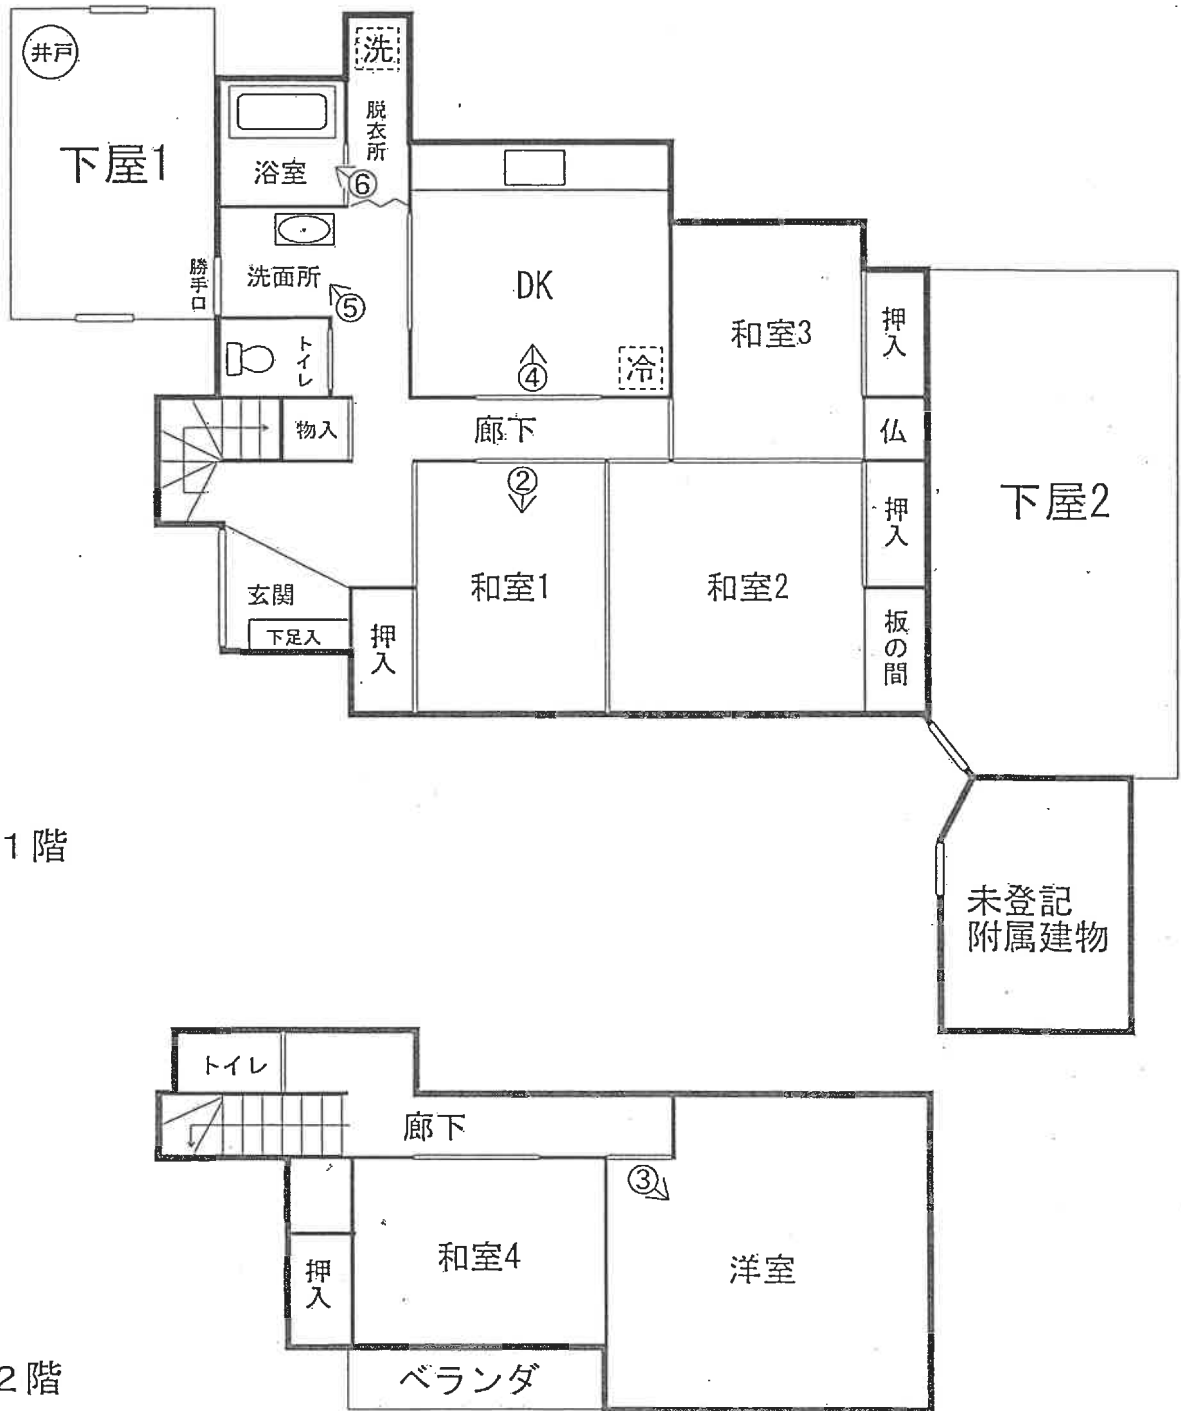 井戸
洗
脱衣所
下屋1
浴室
⑥
勝手口
洗面所
⑤
DK
和室3
押入
トイレ
④
冷
物入
廊下
仏
②
押入
下屋2
和室1
和室2
玄関
下足入
押入
板の間
1階
未登記
附属建物
トイレ
廊下
③
和室4
洋室
押入
ベランダ
2階